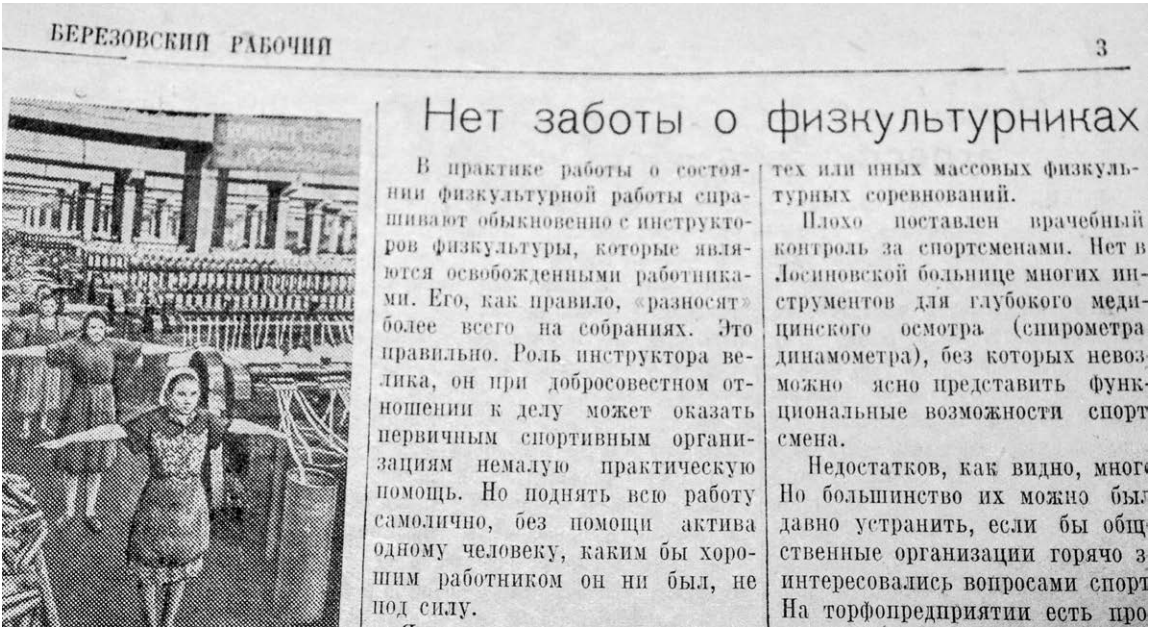 БЕРЕЗОВСКИЙ РАБОЧИЙ
3
Нет заботы о физкультурниках
В практике работы о состоя-
нии физкультурной работы спра-
шивают обыкновенно с инструкто-
ров физкультуры, которые явля-
ются освобожденными работника-
ми. Его, как правило, «разносят»
более всего на собраниях. Это
правильно. Роль инструктора ве-
лика, он при добросовестном от-
ношении к делу может оказать
первичным спортивным органи-
зациям немалую практическую
помощь. Но поднять всю работу
самолично, без помощи актива
одному человеку, каким бы хоро-
шим работником он ни был, не
под силу.
тех или иных массовых физкуль-
турных соревнований.
Плохо поставлен врачебный
контроль за спортсменами. Нет в
Лосиновской больнице многих ин-
струментов для глубокого меди-
цинского осмотра (спирометра
динамометра), без которых невоз-
можно ясно представить функ-
циональные возможности спорт
смена.
Недостатков, как видно, много
Но большинство их можно был
давно устранить, если бы общ
ственные организации горячо з
интересовались вопросами спорт
На торфопредприятии есть про